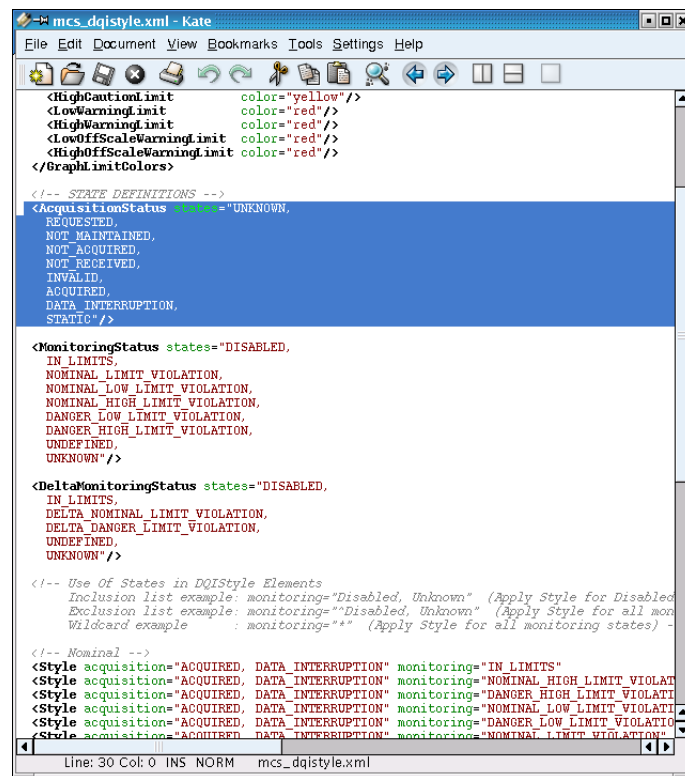 mcs_dqistyle.xml - Kate
File Edit Document View Bookmarks Tools Settings Help
<HighCautionLimit color="yellow"/>
<LowWarningLimit color="red"/>
<HighWarningLimit color="red"/>
<LowOffScaleWarningLimit color="red"/>
<HighOffScaleWarningLimit color="red"/>
</GraphLimitColors>
<!-- STATE DEFINITIONS -->
<AcquisitionStatus states="UNKNOWN,
REQUESTED,
NOT_MAINTAINED,
NOT_ACQUIRED,
NOT_RECEIVED,
INVALID,
ACQUIRED,
DATA_INTERRUPTION,
STATIC"/>
<MonitoringStatus states="DISABLED,
IN_LIMITS,
NOMINAL_LIMIT_VIOLATION,
NOMINAL_LOW_LIMIT_VIOLATION,
NOMINAL_HIGH_LIMIT_VIOLATION,
DANGER_LOW_LIMIT_VIOLATION,
DANGER_HIGH_LIMIT_VIOLATION,
UNDEFINED,
UNKNOWN"/>
<DeltaMonitoringStatus states="DISABLED,
IN_LIMITS,
DELTA_NOMINAL_LIMIT_VIOLATION,
DELTA_DANGER_LIMIT_VIOLATION,
UNDEFINED,
UNKNOWN"/>
<!-- Use Of States in DQIStyle Elements
Inclusion list example: monitoring="Disabled, Unknown" (Apply Style for Disabled
Exclusion list example: monitoring="^Disabled, Unknown" (Apply Style for all mon
Wildcard example : monitoring="*" (Apply Style for all monitoring states) -
<!-- Nominal -->
<Style acquisition="ACQUIRED, DATA_INTERRUPTION" monitoring="IN_LIMITS"
<Style acquisition="ACQUIRED, DATA_INTERRUPTION" monitoring="NOMINAL_HIGH_LIMIT_VIOLAT
<Style acquisition="ACQUIRED, DATA_INTERRUPTION" monitoring="DANGER_HIGH_LIMIT_VIOLATI
<Style acquisition="ACQUIRED, DATA_INTERRUPTION" monitoring="NOMINAL_LOW_LIMIT_VIOLATI
<Style acquisition="ACQUIRED, DATA_INTERRUPTION" monitoring="DANGER_LOW_LIMIT_VIOLATIO
<Style acquisition="ACQUIRED, DATA_INTERRUPTION" monitoring="NOMINAL_LIMIT_VIOLATION"
Line: 30 Col: 0 INS NORM mcs_dqistyle.xml